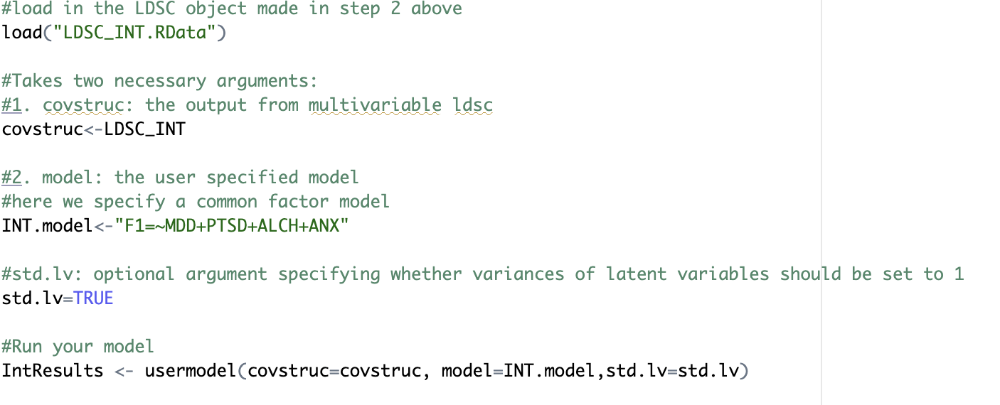 #load in the LDSC object made in step 2 above
load("LDSC_INT.RData")
#Takes two necessary arguments:
#1. covstruc: the output from multivariable ldsc
covstruc<-LDSC_INT
#2. model: the user specified model
#here we specify a common factor model
INT.model<-"F1=~MDD+PTSD+ALCH+ANX"
#std.lv: optional argument specifying whether variances of latent variables should be set to 1
std.lv=TRUE
#Run your model
IntResults <- usermodel(covstruc=covstruc, model=INT.model,std.lv=std.lv)